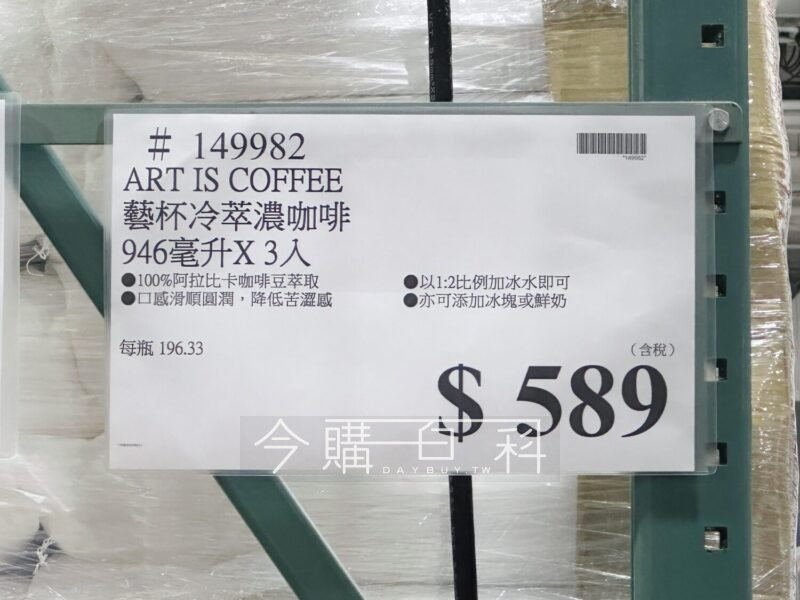 # 149982
ART IS COFFEE
藝杯冷萃濃咖啡
946毫升X 3入
●100%阿拉比卡咖啡豆萃取
●口感滑順圓潤，降低苦澀感
●以1:2比例加冰水即可
●亦可添加冰塊或鮮奶
每瓶 196.33
（含稅）
$ 589
*149982*
今購百科
DAYBUY.TW